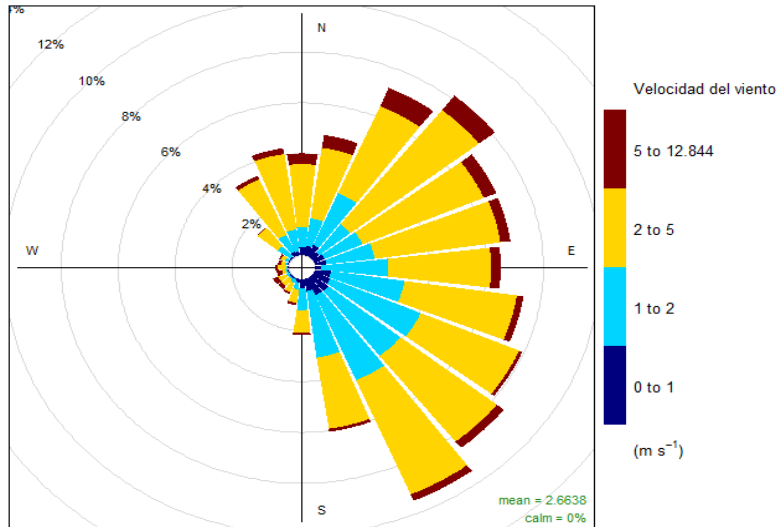 4%
12%
10%
8%
6%
4%
2%
N
W
E
S
mean = 2.6638
calm = 0%
Velocidad del viento
5 to 12.844
2 to 5
1 to 2
0 to 1
(m s⁻¹)